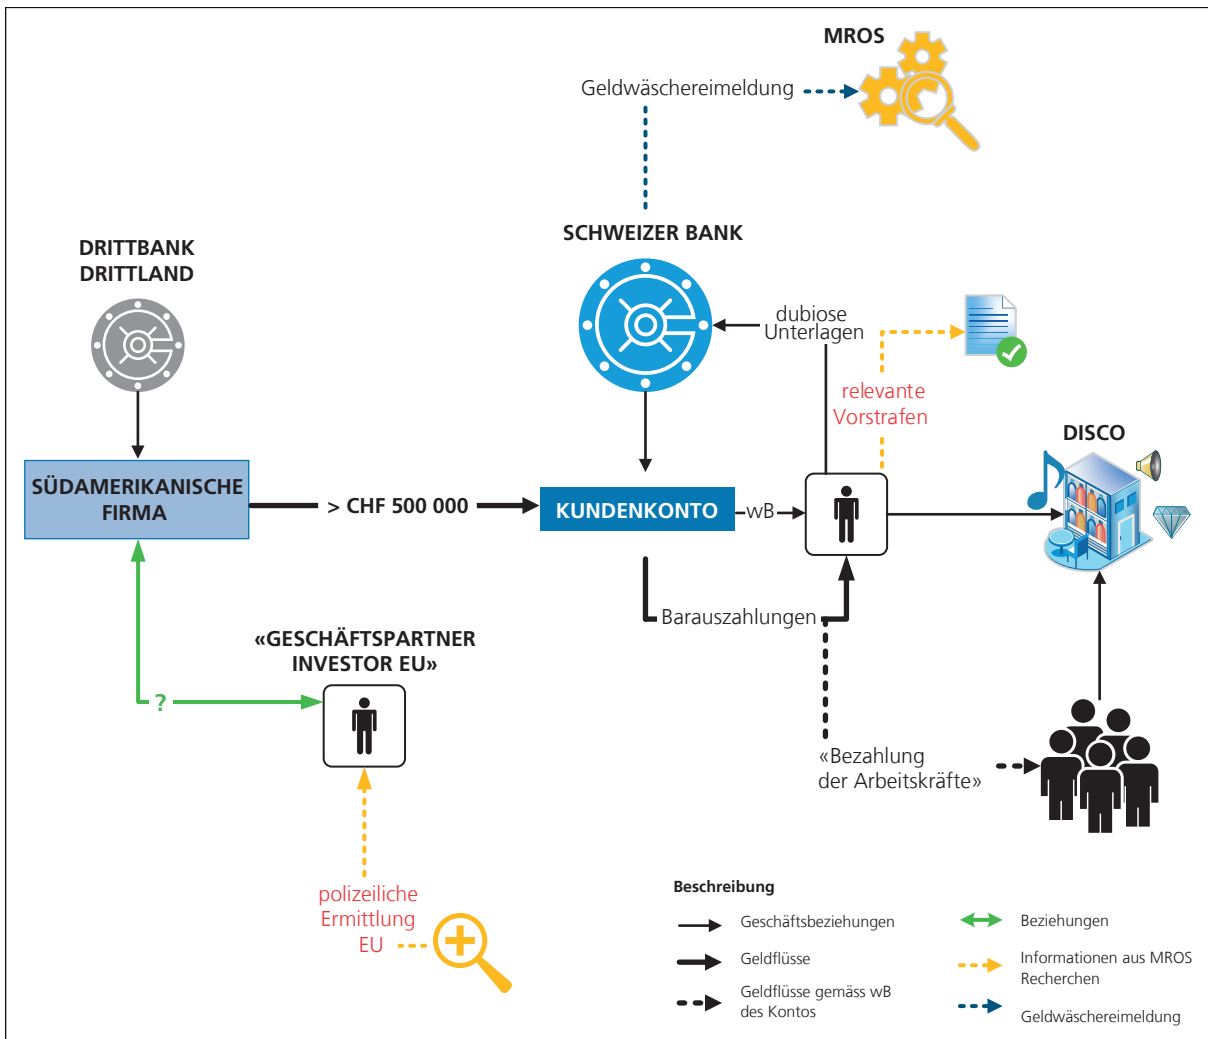 MROS
Geldwäschereimeldung
SCHWEIZER BANK
DRITTBANK
DRITTLAND
dubiose
Unterlagen
relevante
Vorstrafen
DISCO
SÜDAMERIKANISCHE
FIRMA
> CHF 500 000
KUNDENKONTO
wB
Barauszahlungen
«GESCHÄFTSPARTNER
INVESTOR EU»
?
«Bezahlung
der Arbeitskräfte»
polizeiliche
Ermittlung
EU
Beschreibung
Geschäftsbeziehungen
Geldflüsse
Geldflüsse gemäss wB
des Kontos
Beziehungen
Informationen aus MROS
Recherchen
Geldwäschereimeldung